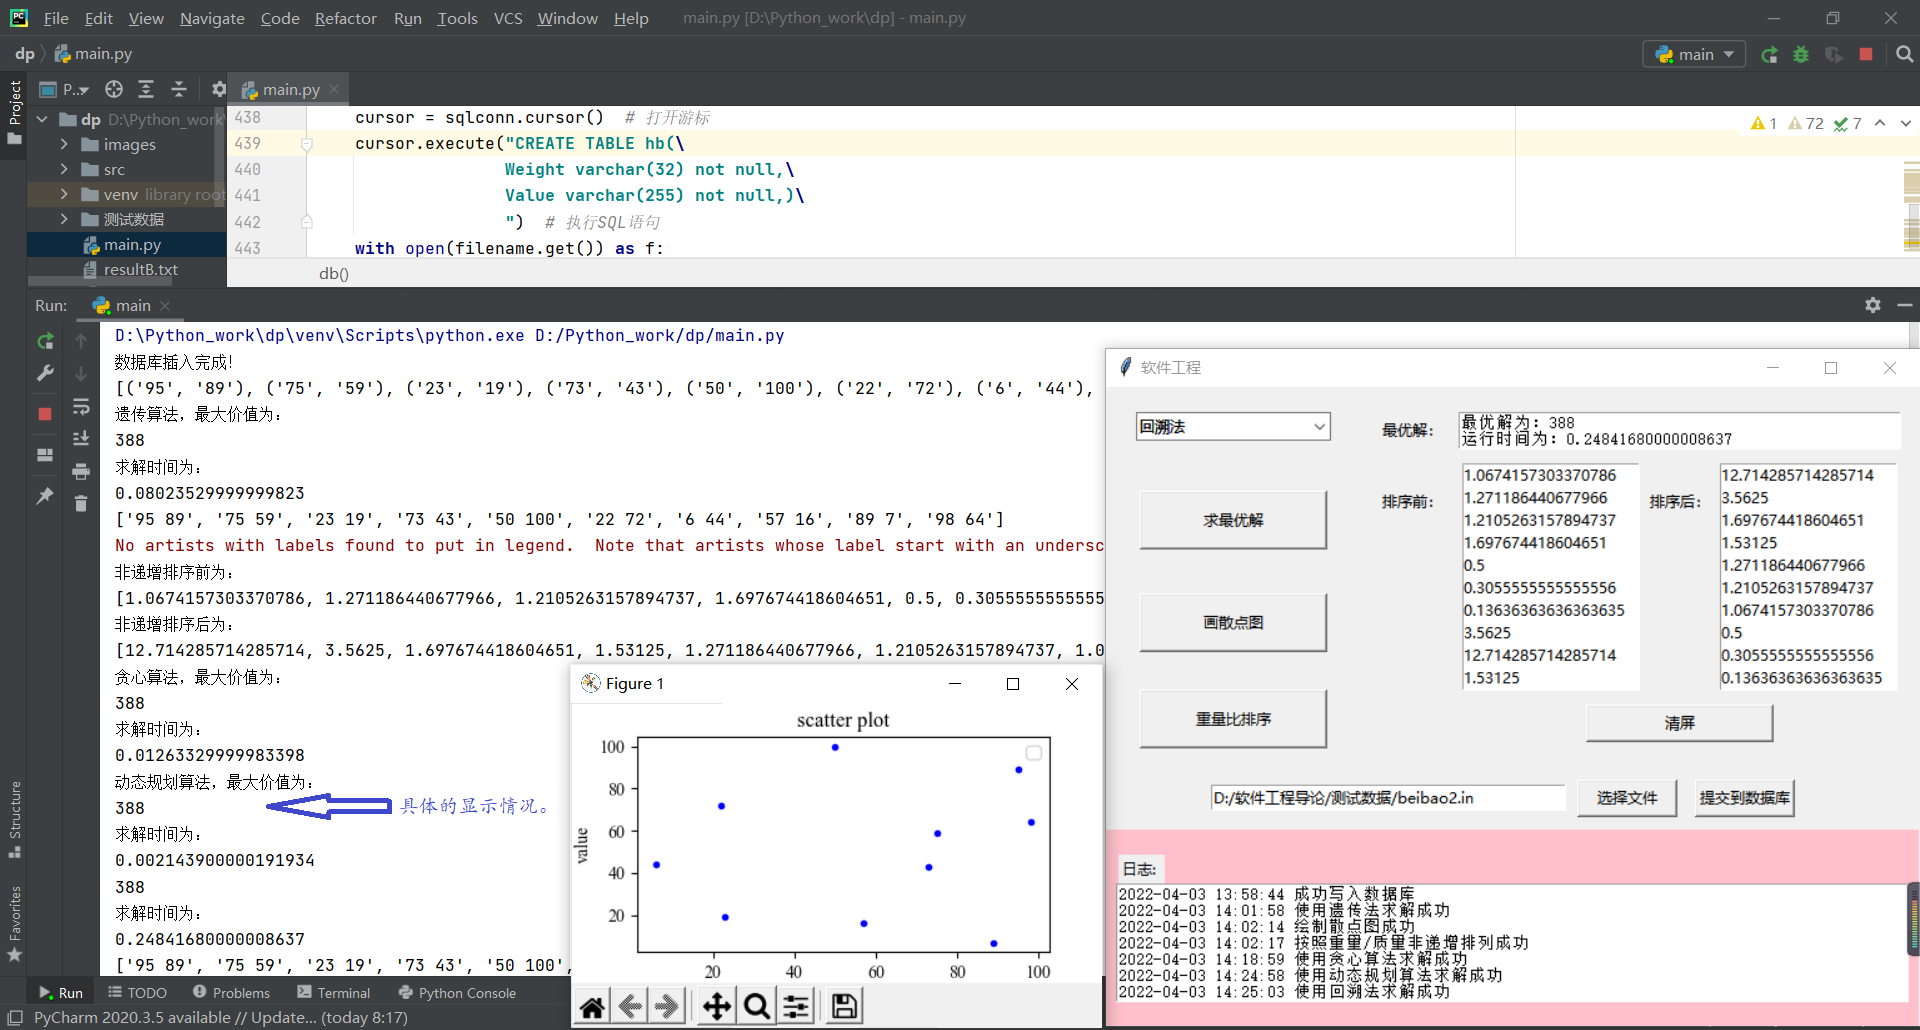 File Edit View Navigate Code Refactor Run Tools VCS Window Help main.py [D:\Python_work\dp] - main.py
dp main.py
main
Project
P...
main.py
dp D:\Python_work\
images
src
venv library root
测试数据
main.py
resultB.txt
438 cursor = sqlconn.cursor() # 打开游标
439 cursor.execute("CREATE TABLE hb(\
440 Weight varchar(32) not null,\
441 Value varchar(255) not null,)\
442 ") # 执行SQL语句
443 with open(filename.get()) as f:
1 72 7
db()
Run: main
D:\Python_work\dp\venv\Scripts\python.exe D:/Python_work/dp/main.py
数据库插入完成!
[('95', '89'), ('75', '59'), ('23', '19'), ('73', '43'), ('50', '100'), ('22', '72'), ('6', '44'),
遗传算法，最大价值为:
388
求解时间为:
0.08023529999999823
['95 89', '75 59', '23 19', '73 43', '50 100', '22 72', '6 44', '57 16', '89 7', '98 64']
No artists with labels found to put in legend.  Note that artists whose label start with an undersc
非递增排序前为:
[1.0674157303370786, 1.271186440677966, 1.2105263157894737, 1.697674418604651, 0.5, 0.3055555555555
非递增排序后为:
[12.714285714285714, 3.5625, 1.697674418604651, 1.53125, 1.271186440677966, 1.2105263157894737, 1.0
贪心算法，最大价值为:
388
求解时间为:
0.01263329999983398
动态规划算法，最大价值为:
388
具体的显示情况。
求解时间为:
0.002143900000191934
388
求解时间为:
0.24841680000008637
['95 89', '75 59', '23 19', '73 43', '50 100',
Figure 1
scatter plot
value
100
80
60
40
20
20 40 60 80 100
软件工程
回溯法
最优解:
最优解为: 388
运行时间为: 0.24841680000008637
求最优解
画散点图
重量比排序
排序前:
1.0674157303370786
1.271186440677966
1.2105263157894737
1.697674418604651
0.5
0.3055555555555556
0.13636363636363635
3.5625
12.714285714285714
1.53125
排序后:
12.714285714285714
3.5625
1.697674418604651
1.53125
1.271186440677966
1.2105263157894737
1.0674157303370786
0.5
0.3055555555555556
0.13636363636363635
清屏
D:/软件工程导论/测试数据/beibao2.in
选择文件
提交到数据库
日志:
2022-04-03 13:58:44 成功写入数据库
2022-04-03 14:01:58 使用遗传法求解成功
2022-04-03 14:02:14 绘制散点图成功
2022-04-03 14:02:17 按照重量/质量非递增排列成功
2022-04-03 14:18:59 使用贪心算法求解成功
2022-04-03 14:24:58 使用动态规划算法求解成功
2022-04-03 14:25:03 使用回溯法求解成功
Structure
Favorites
Run TODO Problems Terminal Python Console
PyCharm 2020.3.5 available // Update... (today 8:17)